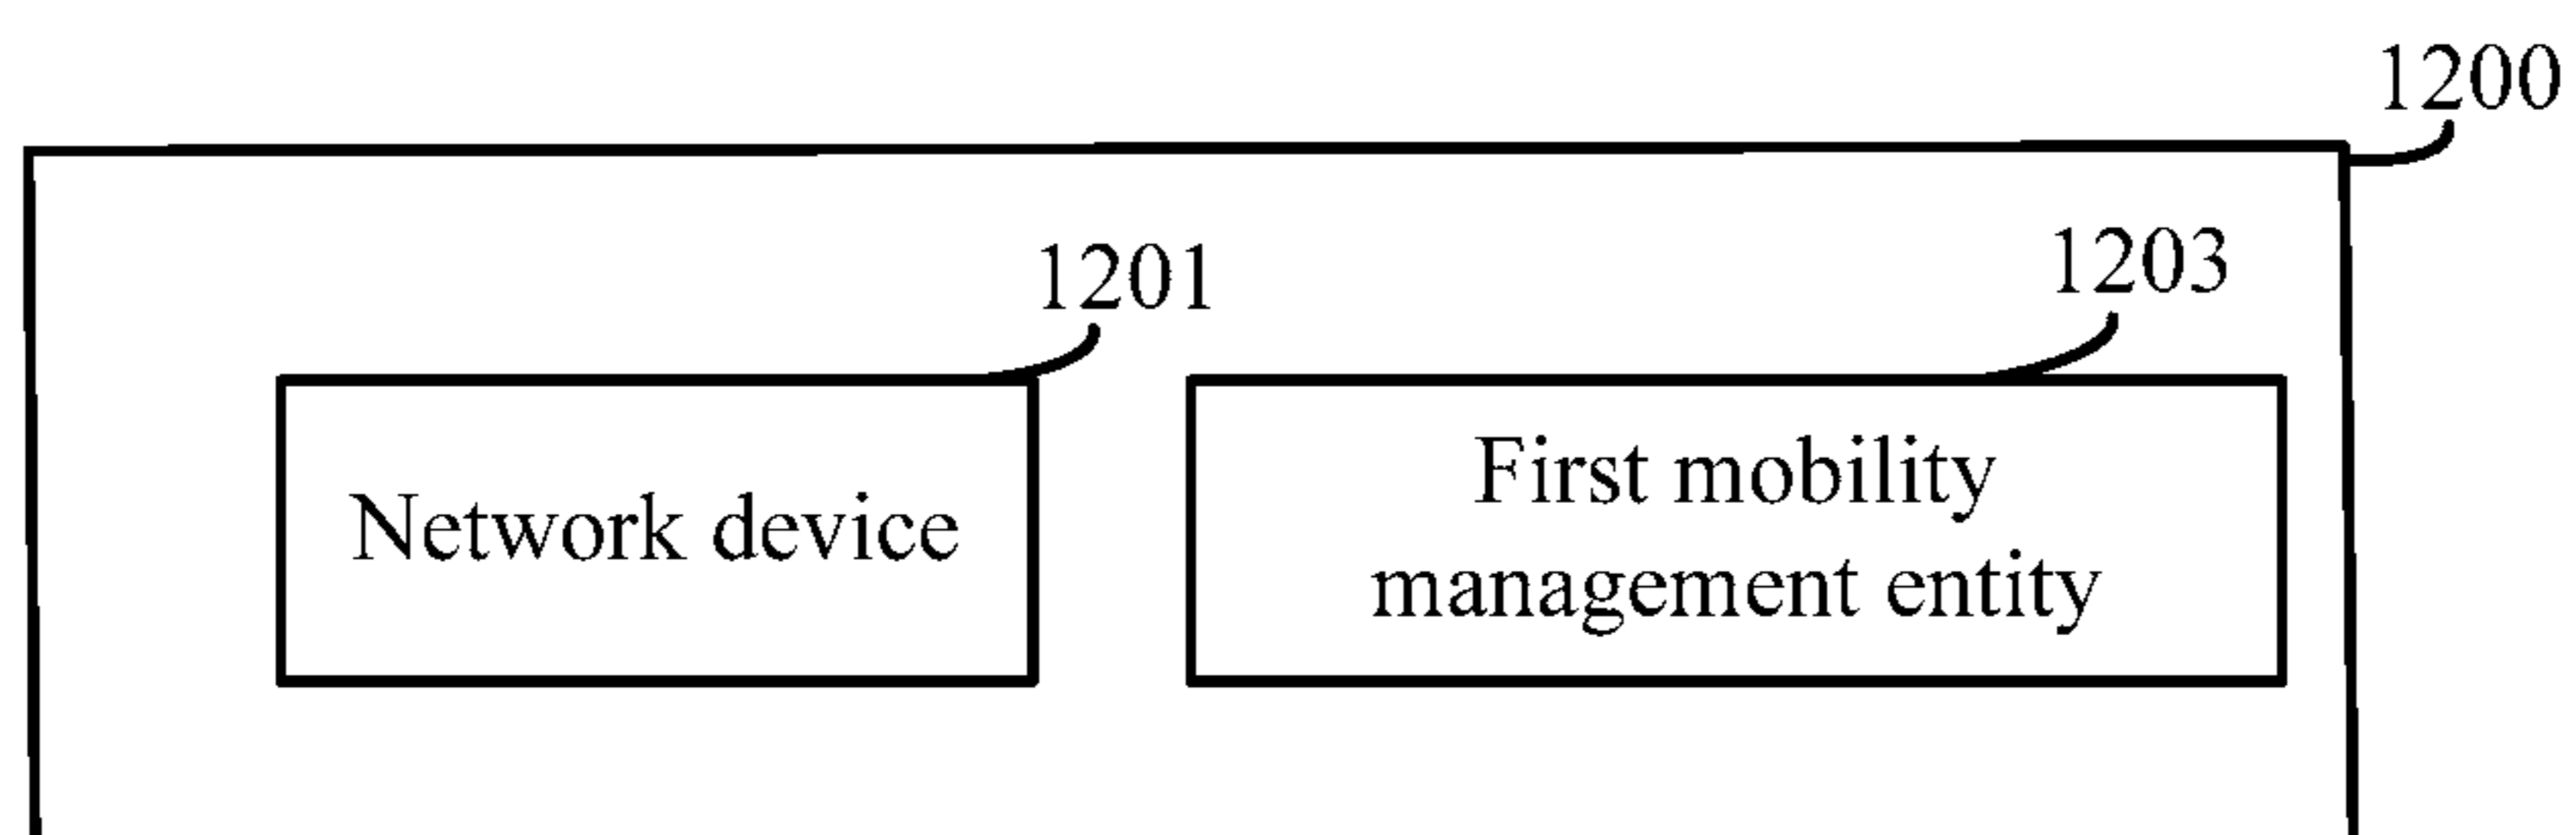 1200
1201
1203
Network device
First mobility
management entity